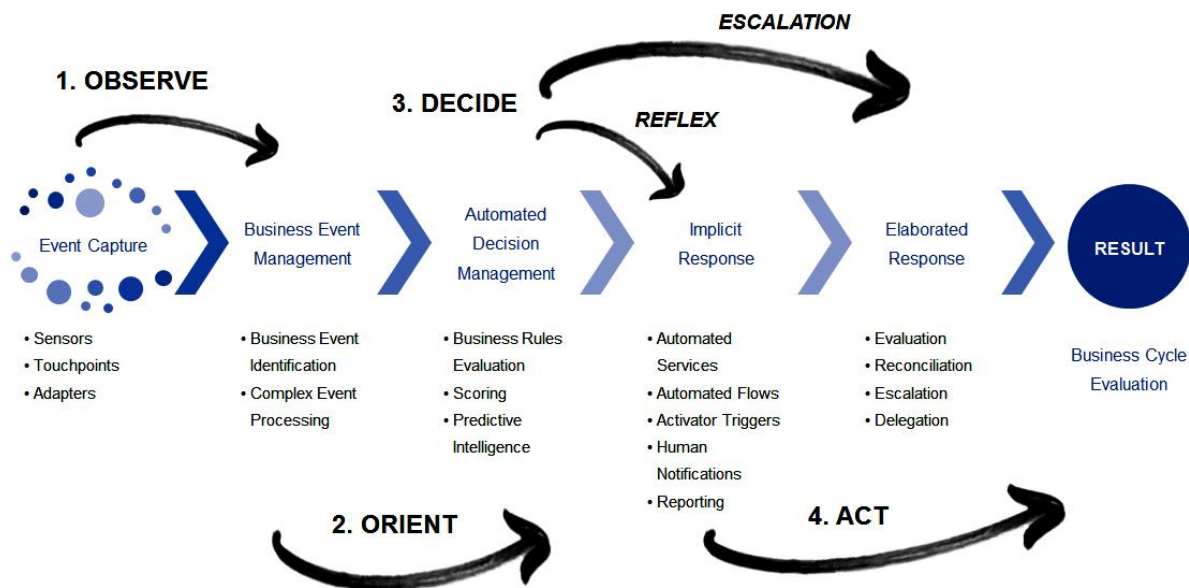 ESCALATION
1. OBSERVE
3. DECIDE
REFLEX
Event Capture
Business Event
Management
Automated
Decision
Management
Implicit
Response
Elaborated
Response
RESULT
• Sensors
• Touchpoints
• Adapters
• Business Event
Identification
• Complex Event
Processing
• Business Rules
Evaluation
• Scoring
• Predictive
Intelligence
• Automated
Services
• Automated Flows
• Activator Triggers
• Human
Notifications
• Reporting
• Evaluation
• Reconciliation
• Escalation
• Delegation
Business Cycle
Evaluation
2. ORIENT
4. ACT